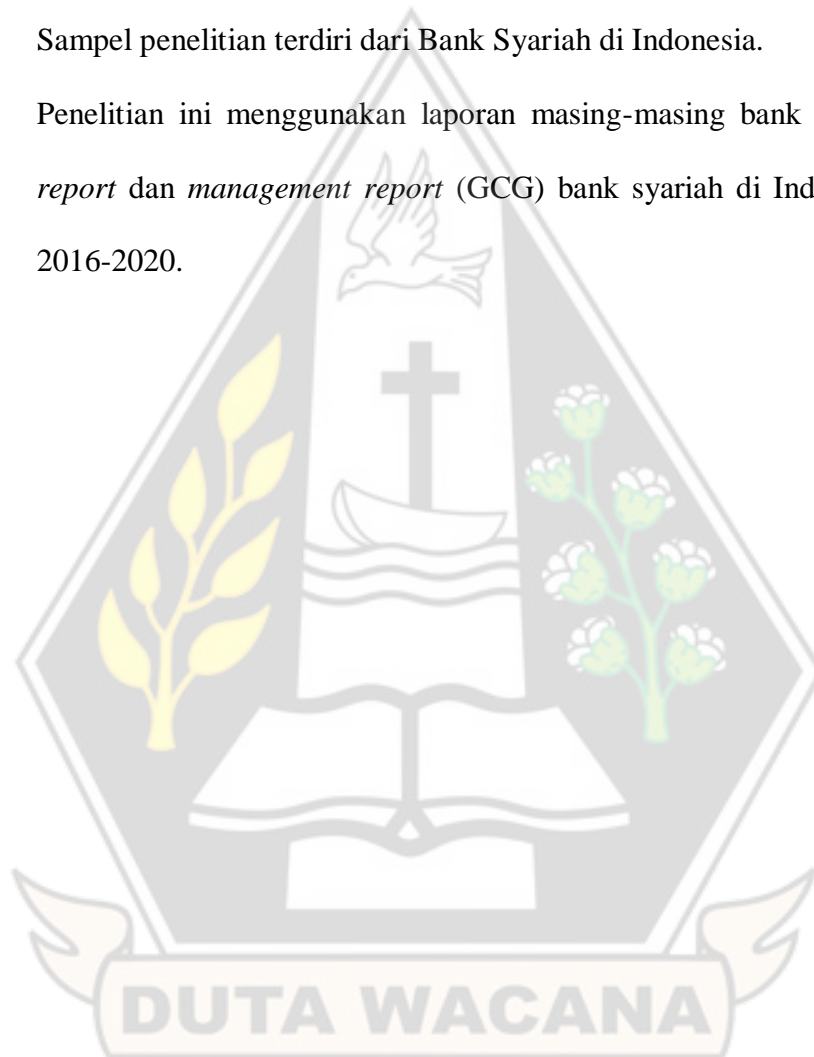 Sampel penelitian terdiri dari Bank Syariah di Indonesia.
Penelitian ini menggunakan laporan masing-masing bank
report dan management report (GCG) bank syariah di Ind
2016-2020.
DUTA WACANA